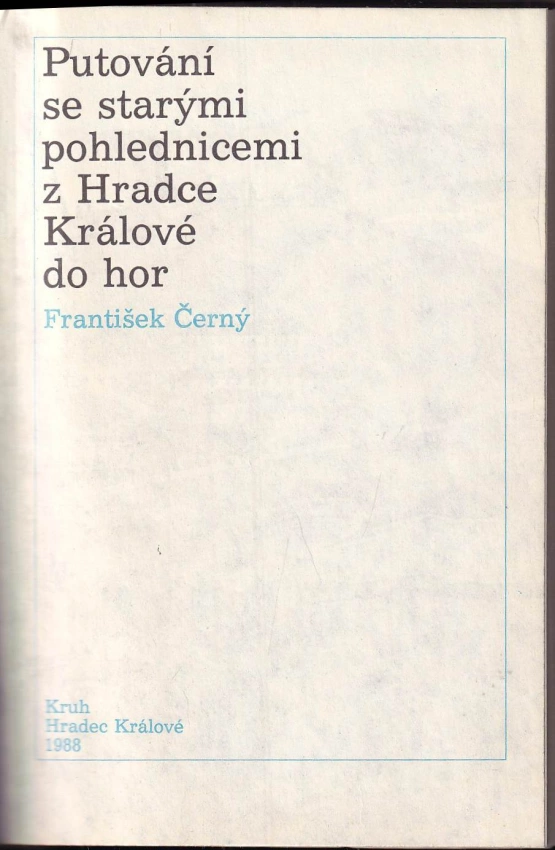 Putování
se starými
pohlednicemi
z Hradce
Králové
do hor
František Černý
Kruh
Hradec Králové
1988